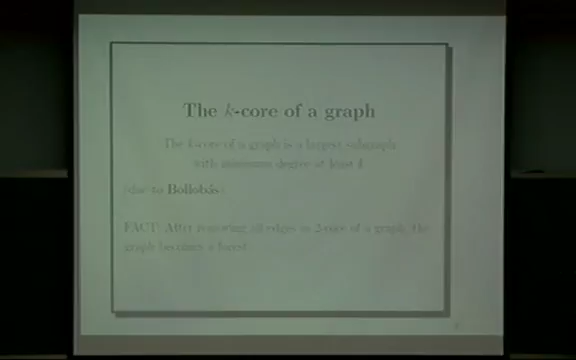 The k-core of a graph
The k-core of a graph is a largest subgraph
with minimum degree at least k
(due to Bollobás)
FACT: After removing all edges in 2-core of a graph, the
graph becomes a forest